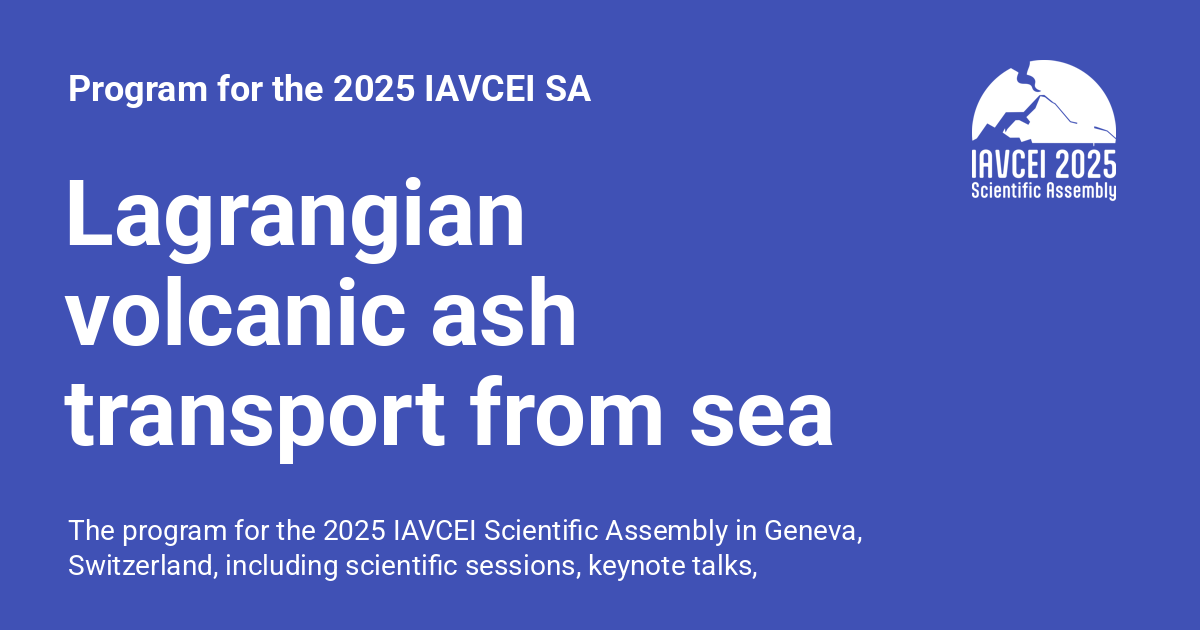 Program for the 2025 IAVCEI SA
IAVCEI 2025
Scientific Assembly
Lagrangian
volcanic ash
transport from sea
The program for the 2025 IAVCEI Scientific Assembly in Geneva,
Switzerland, including scientific sessions, keynote talks,